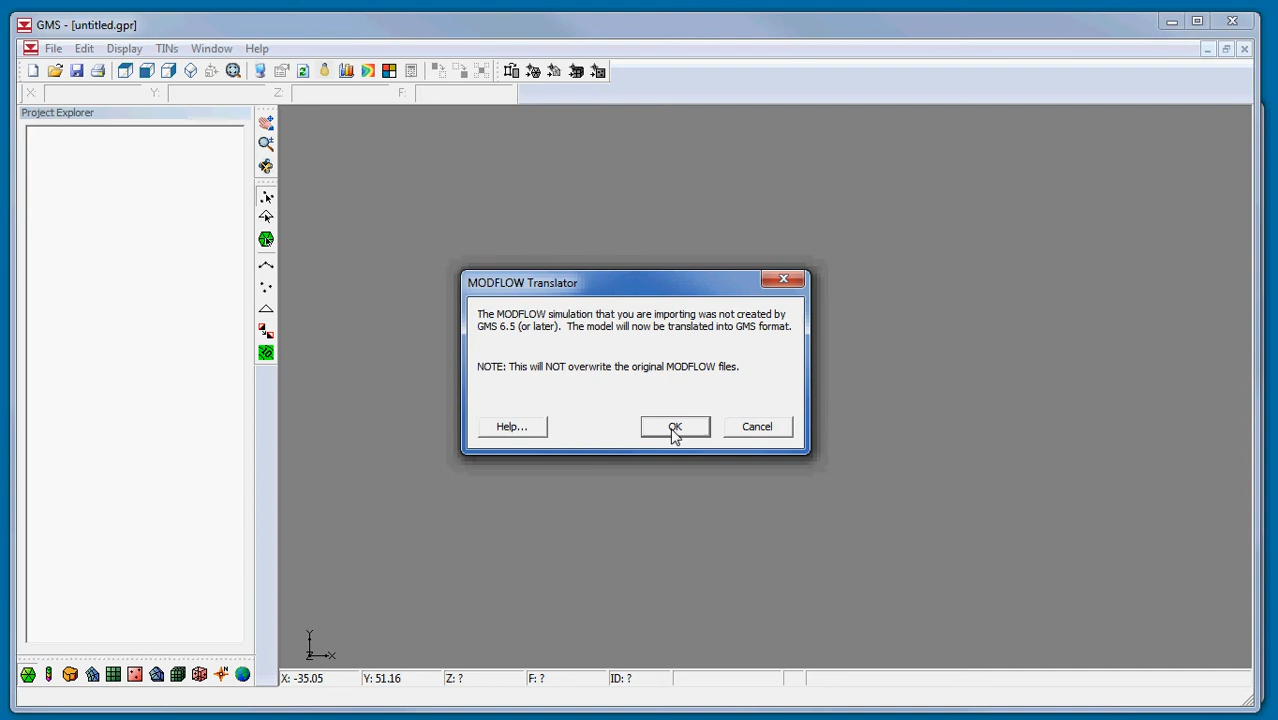 GMS - [untitled.gpr]
File Edit Display TINs Window Help
X: Y: Z: F:
Project Explorer
MODFLOW Translator
The MODFLOW simulation that you are importing was not created by
GMS 6.5 (or later). The model will now be translated into GMS format.
NOTE: This will NOT overwrite the original MODFLOW files.
Help... OK Cancel
Y
Z X
X: -35.05 Y: 51.16 Z: ? F: ? ID: ?